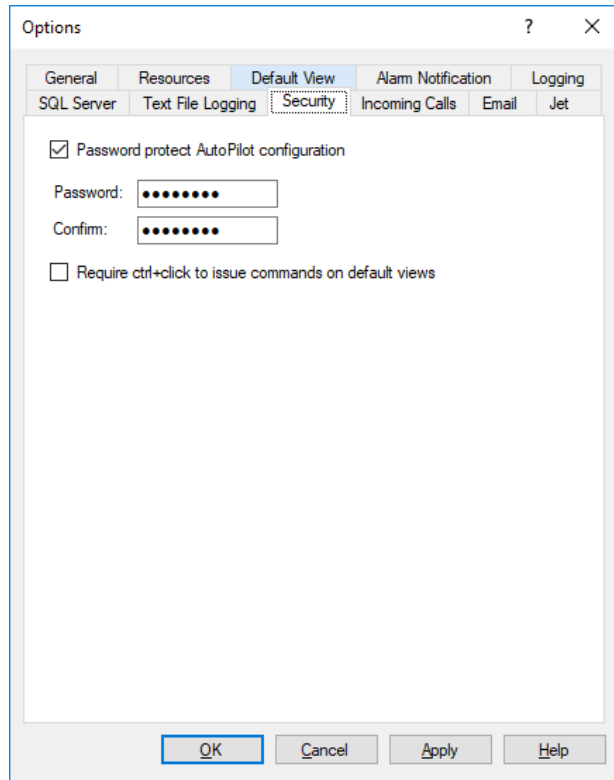 Options ?
General Resources Default View Alarm Notification Logging
SQL Server Text File Logging Security Incoming Calls Email Jet
Password protect AutoPilot configuration
Password: ●●●●●●●●
Confirm: ●●●●●●●●
Require ctrl+click to issue commands on default views
OK Cancel Apply Help